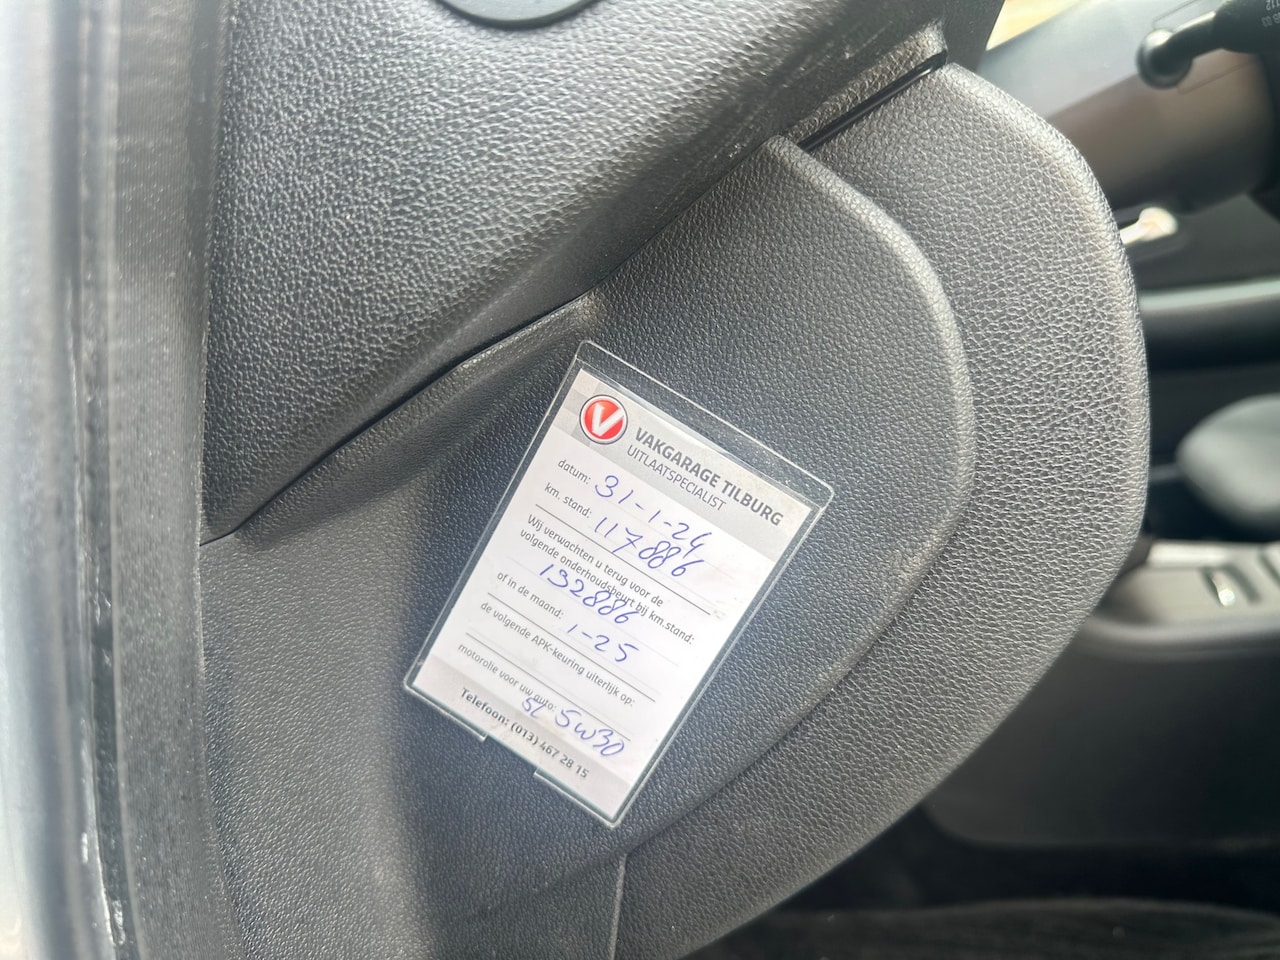 V
VAKGARAGE TILBURG
UITLAATSPECIALIST
datum: 31-1-24
km. stand: 117886
Wij verwachten u terug voor de
volgende onderhoudsbeurt bij km.stand:
132886
of in de maand: 1-25
de volgende APK-keuring uiterlijk op:
motorolie voor uw auto:
5L 5W30
Telefoon: (013) 467 28 15